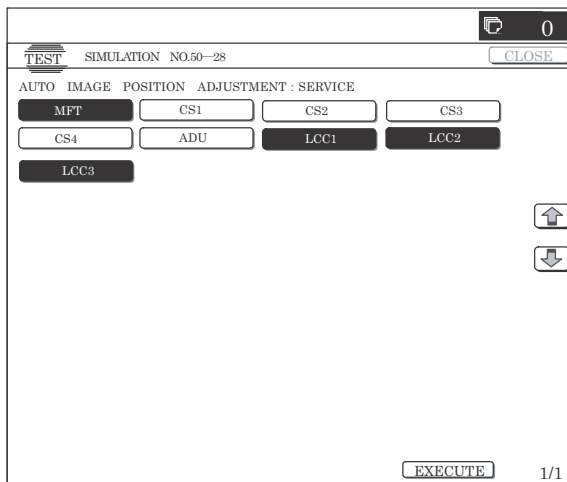 0
TEST SIMULATION NO.50—28 CLOSE
AUTO IMAGE POSITION ADJUSTMENT : SERVICE
MFT CS1 CS2 CS3
CS4 ADU LCC1 LCC2
LCC3
EXECUTE 1/1